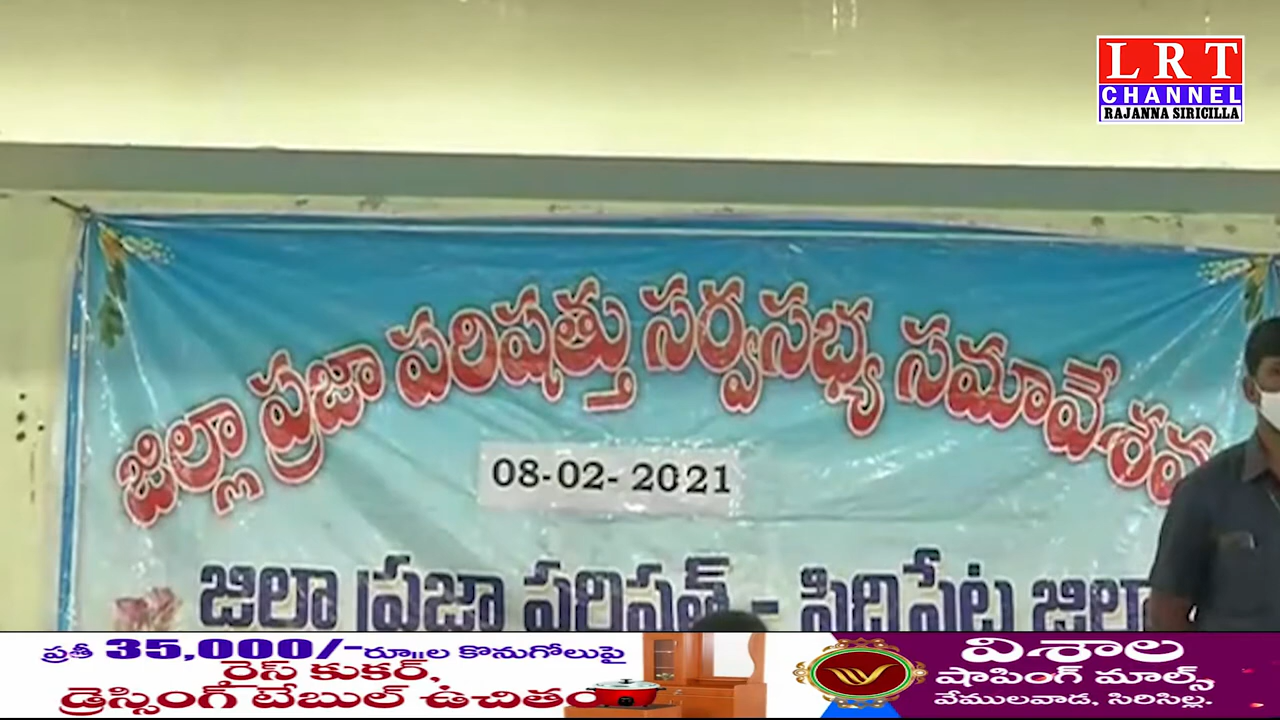 LRT
CHANNEL
RAJANNA SIRICILLA
జిల్లా ప్రజా పరిషత్తు సర్వసభ్య సమావేశం
08-02-2021
జిల్లా ప్రజా పరిషత్ - సిద్దిపేట జిల్లా
ప్రతీ 35,000/-రూ॥ల కొనుగోలుపై
రైస్ కుకర్,
డ్రెస్సింగ్ టేబుల్ ఉచితం
విశాల
షాపింగ్ మాల్స్
వేములవాడ, సిరిసిల్ల.